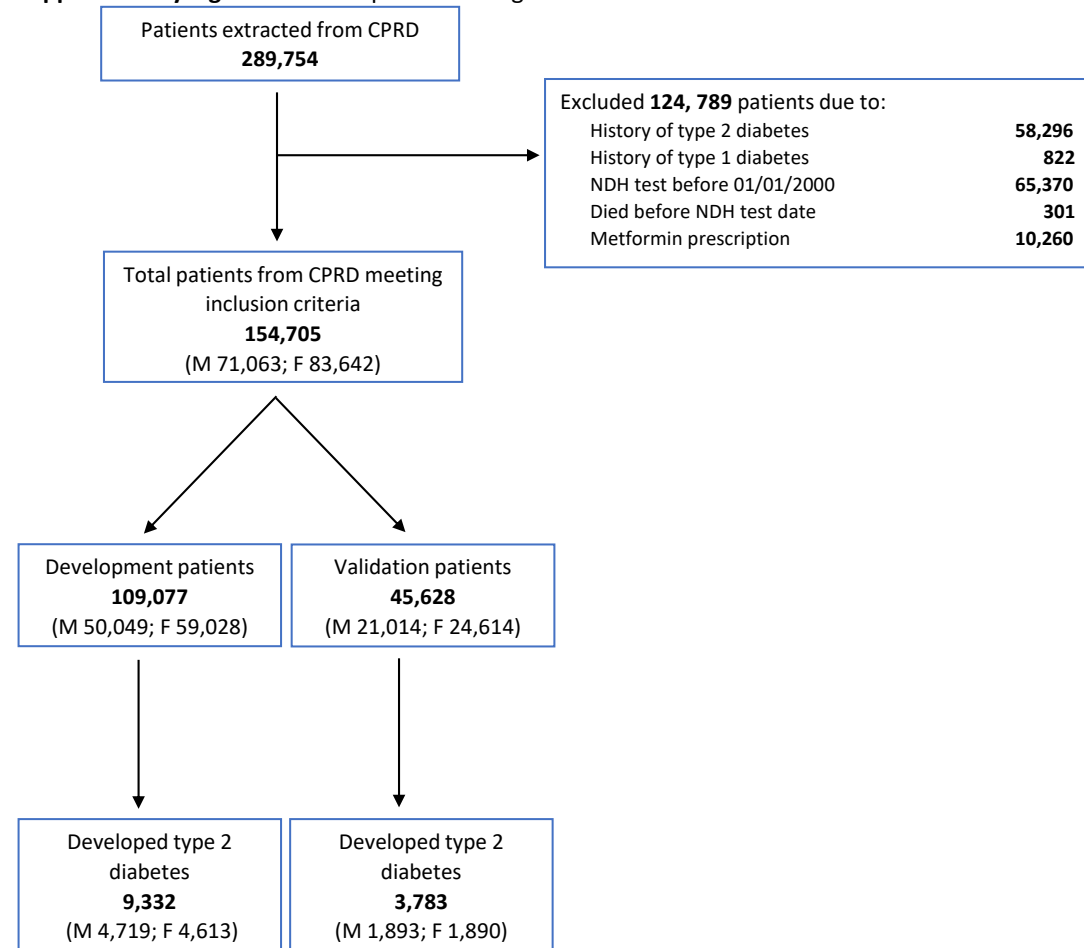 Patients extracted from CPRD
289,754
Excluded 124, 789 patients due to:
History of type 2 diabetes 58,296
History of type 1 diabetes 822
NDH test before 01/01/2000 65,370
Died before NDH test date 301
Metformin prescription 10,260
Total patients from CPRD meeting
inclusion criteria
154,705
(M 71,063; F 83,642)
Development patients
109,077
(M 50,049; F 59,028)
Validation patients
45,628
(M 21,014; F 24,614)
Developed type 2
diabetes
9,332
(M 4,719; F 4,613)
Developed type 2
diabetes
3,783
(M 1,893; F 1,890)